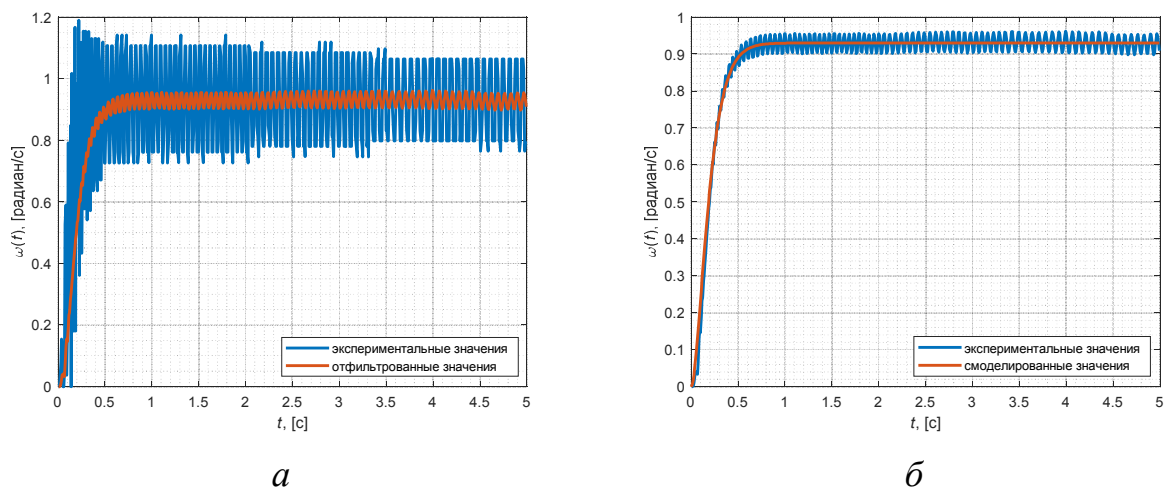 1.2
1
0.8
0.6
0.4
0.2
0
ω(t), [радиан/с]
0 0.5 1 1.5 2 2.5 3 3.5 4 4.5 5
t, [с]
экспериментальные значения
отфильтрованные значения
а
1
0.9
0.8
0.7
0.6
0.5
0.4
0.3
0.2
0.1
0
ω(t), [радиан/с]
0 0.5 1 1.5 2 2.5 3 3.5 4 4.5 5
t, [с]
экспериментальные значения
смоделированные значения
б